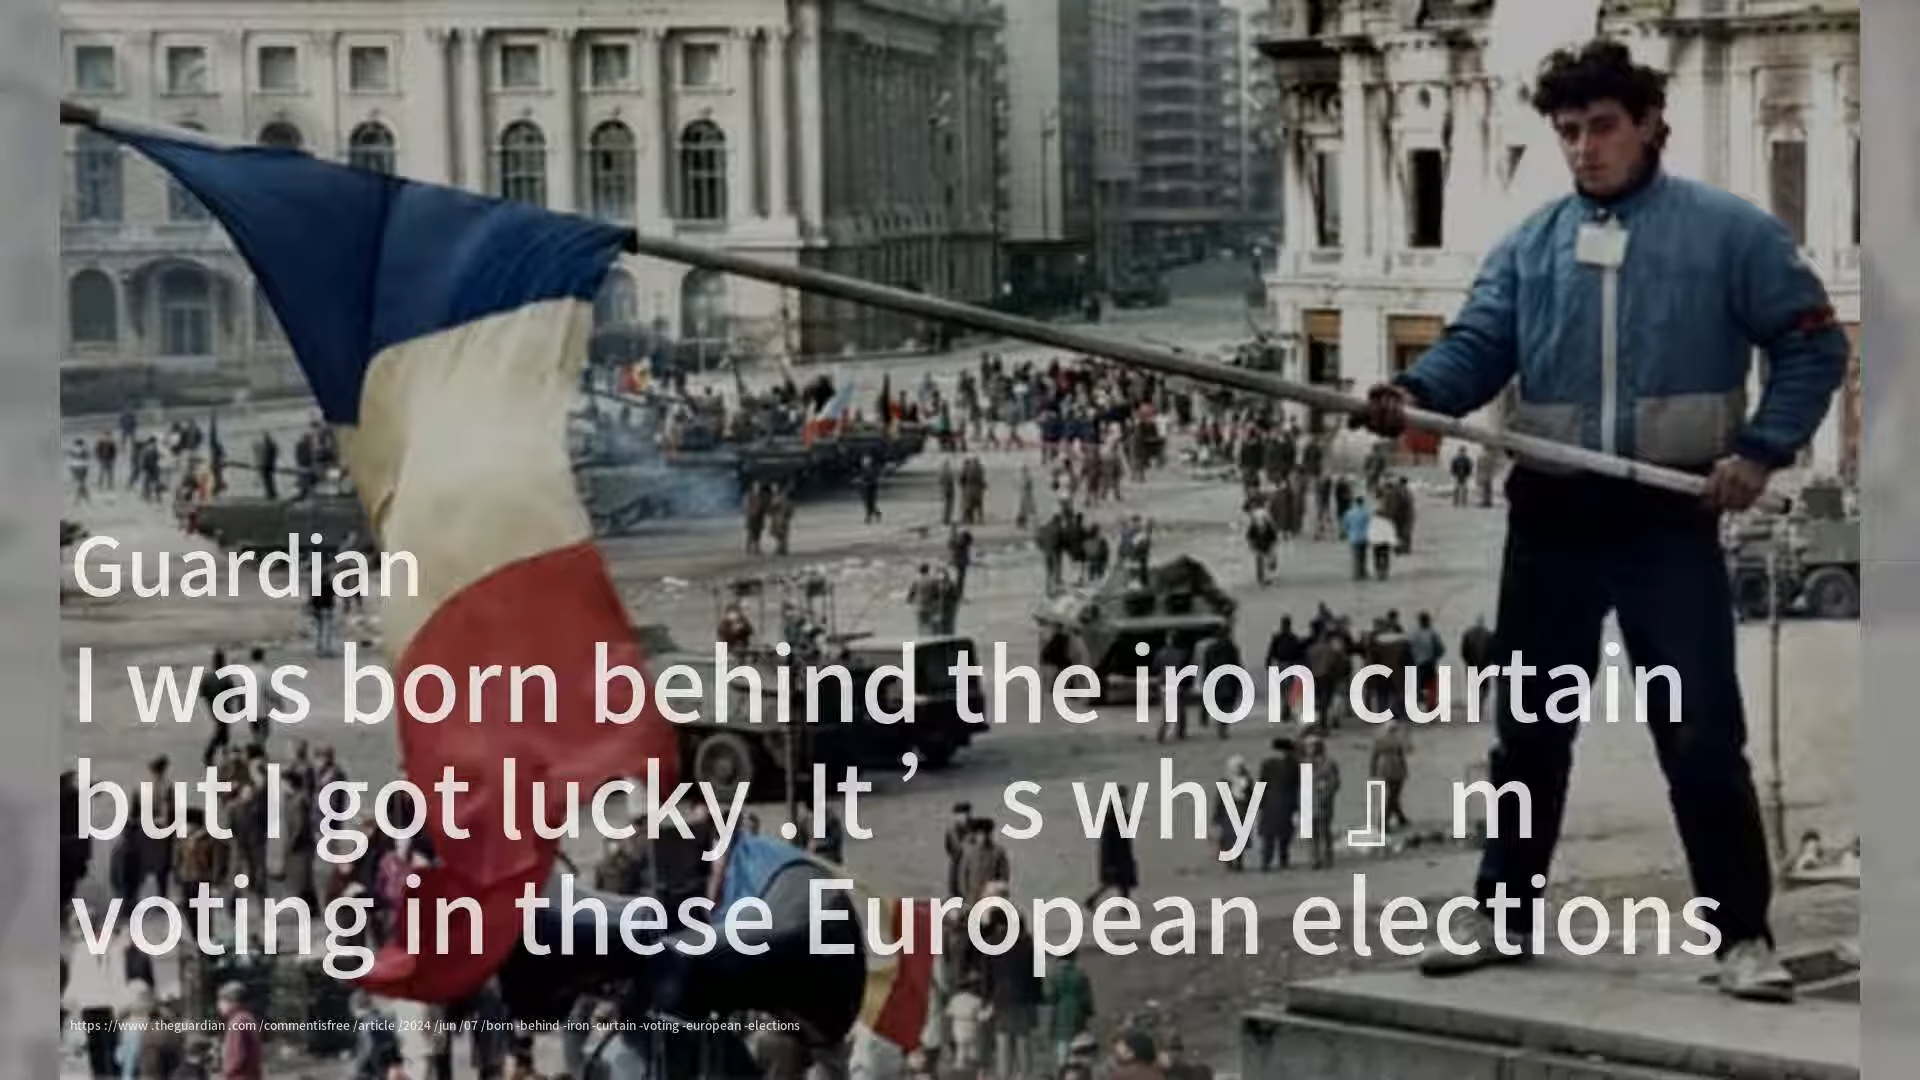 Guardian
I was born behind the iron curtain
but I got lucky .It ’ s why I 』 m
voting in these European elections
https ://www .theguardian .com /commentisfree /article /2024 /jun /07 /born -behind -iron -curtain -voting -european -elections